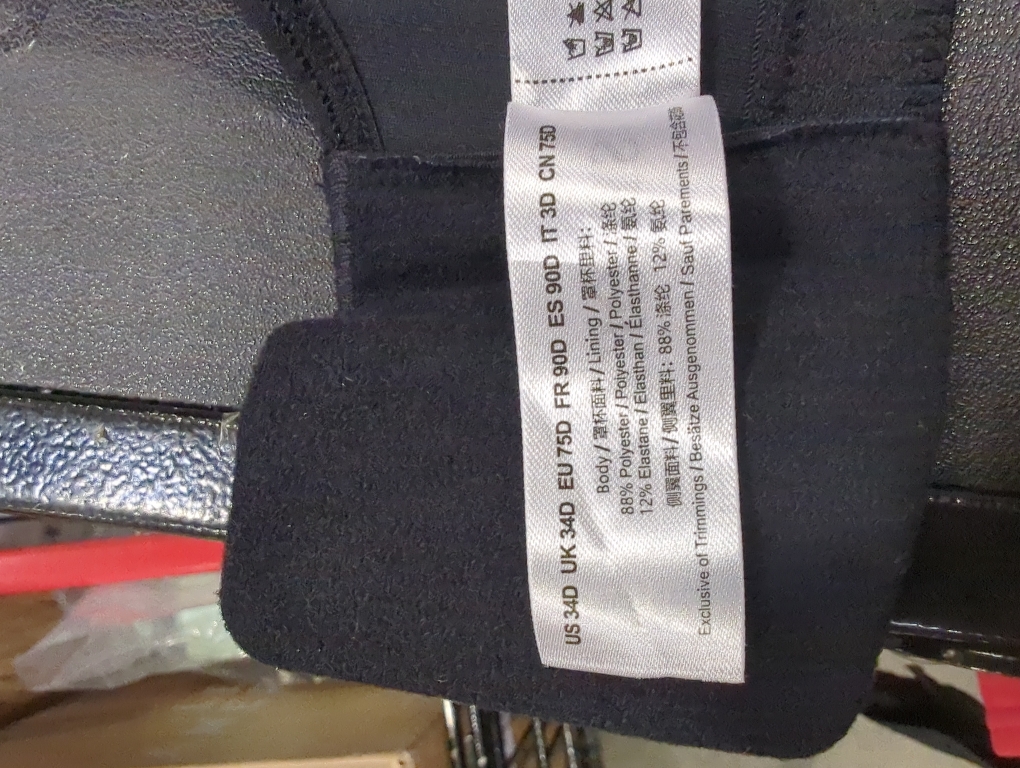 US 34D UK 34D EU 75D FR 90D ES 90D IT 3D CN 75D
Body / 罩杯面料 / Lining / 罩杯里料:
88% Polyester / Polyester / Polyester / 涤纶
12% Elastane / Elasthan / Élasthanne / 氨纶
侧翼面料 / 侧翼里料: 88% 涤纶 12% 氨纶
Exclusive of Trimmings / Besätze Ausgenommen / Sauf Parements / 不包含